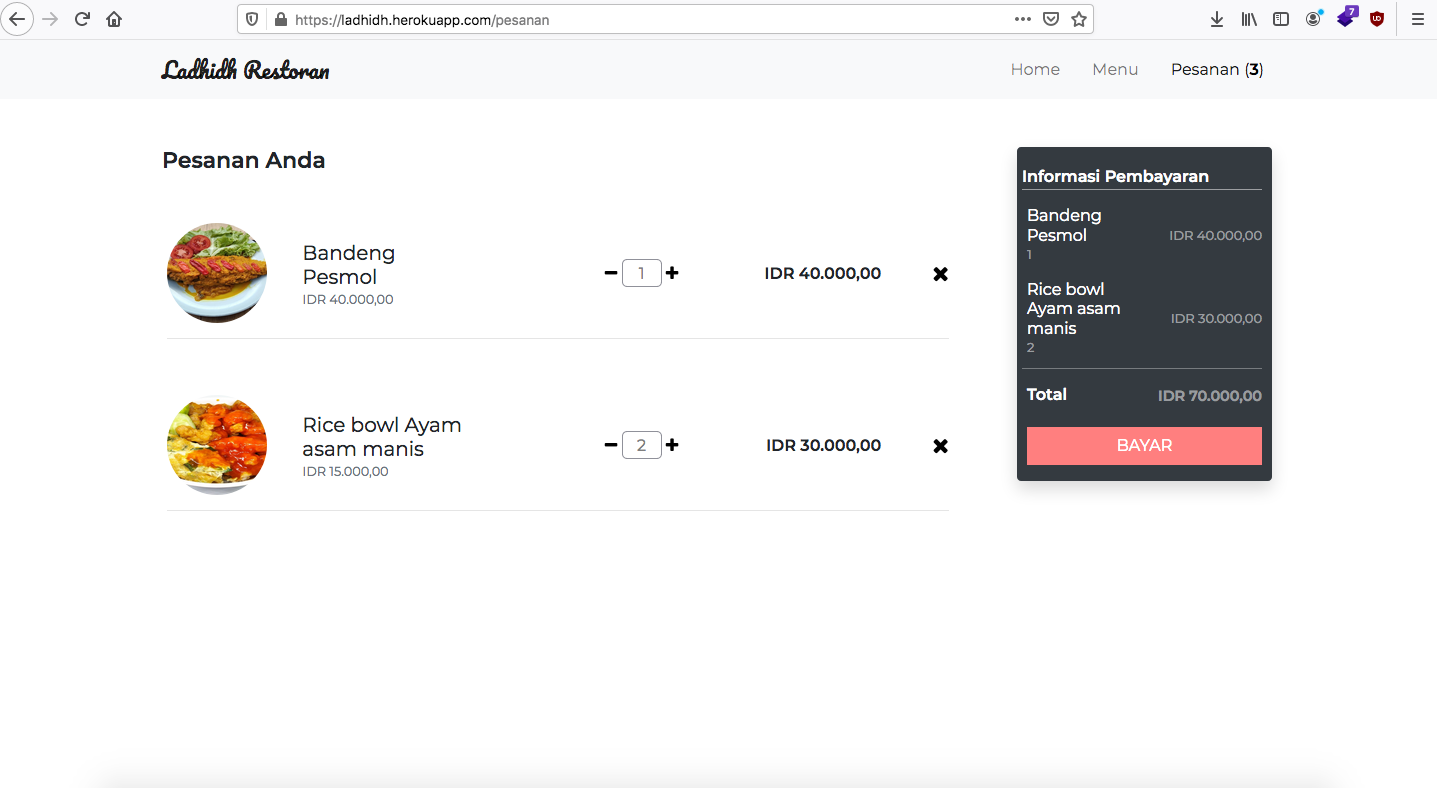 https://ladhidh.herokuapp.com/pesanan
7
Ladhidh Restoran
Home
Menu
Pesanan (3)
Pesanan Anda
Bandeng
Pesmol
IDR 40.000,00
1
IDR 40.000,00
Rice bowl Ayam
asam manis
IDR 15.000,00
2
IDR 30.000,00
Informasi Pembayaran
Bandeng
Pesmol
1
IDR 40.000,00
Rice bowl
Ayam asam
manis
2
IDR 30.000,00
Total
IDR 70.000,00
BAYAR